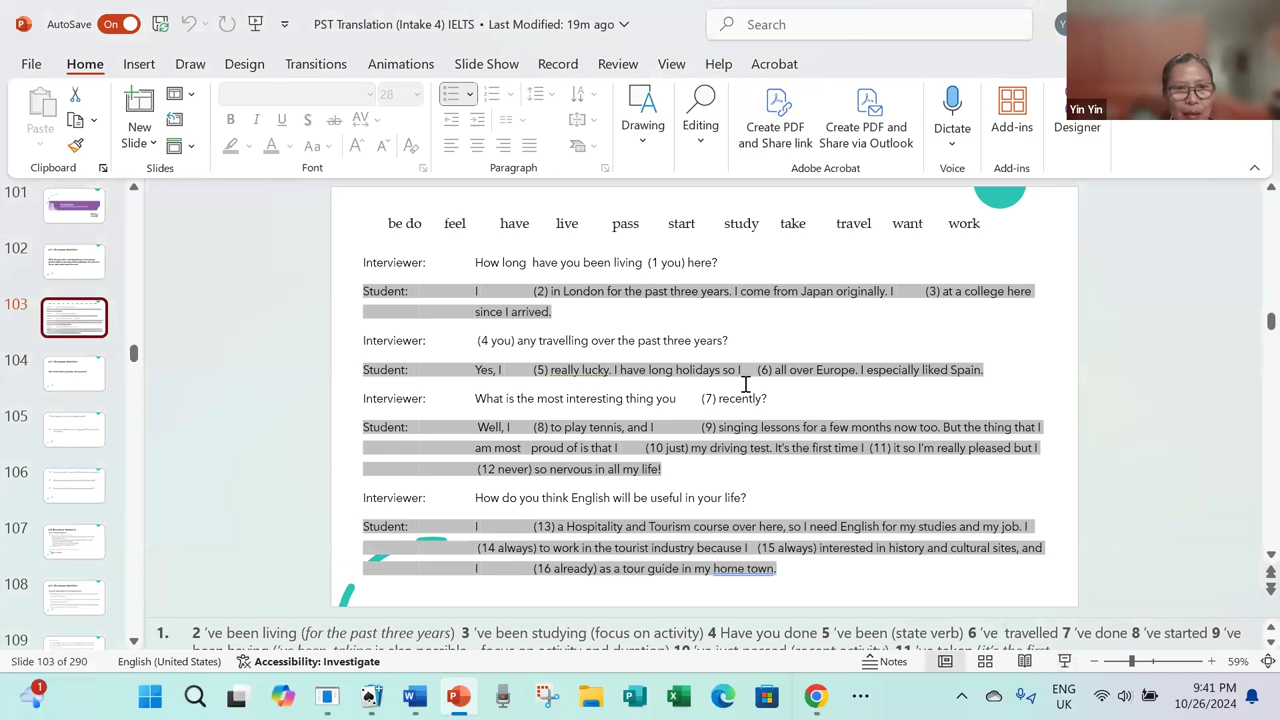 AutoSave On PST Translation (Intake 4) IELTS • Last Modified: 19m ago Search
File Home Insert Draw Design Transitions Animations Slide Show Record Review View Help Acrobat
Yin Yin
28
Paste New Slide Drawing Editing Create PDF and Share link Create PDF and Share via Outlook Dictate Add-ins Designer
Clipboard Slides Font Paragraph Adobe Acrobat Voice Add-ins
101
102
103
104
105
106
107
108
109
be do feel have live pass start study take travel want work
Interviewer: How long have you been living (1 you) here?
Student: I (2) in London for the past three years. I come from Japan originally. I (3) at a college here
since I arrived.
Interviewer: (4 you) any travelling over the past three years?
Student: Yes, I (5) really lucky. I have long holidays so I (6) all over Europe. I especially liked Spain.
Interviewer: What is the most interesting thing you (7) recently?
Student: Well, I (8) to play tennis, and I (9) singing lessons for a few months now too. But the thing that I
am most proud of is that I (10 just) my driving test. It's the first time I (11) it so I'm really pleased but I
(12 never) so nervous in all my life!
Interviewer: How do you think English will be useful in your life?
Student: I (13) a Hospitality and Tourism course overmere, so I need English for my studies and my job. I
(14 always) to work in the tourist industry because I (15 always) interested in history and cultural sites, and
I (16 already) as a tour guide in my home town.
1. 2 've been living (for the past three years) 3 've been studying (focus on activity) 4 Have you done 5 've been (state verb) 6 've travelled 7 've done 8 've started 9 've
Slide 103 of 290 English (United States) Accessibility: Investigate Notes 59%
1 ENG UK 9:41 PM 10/26/2024